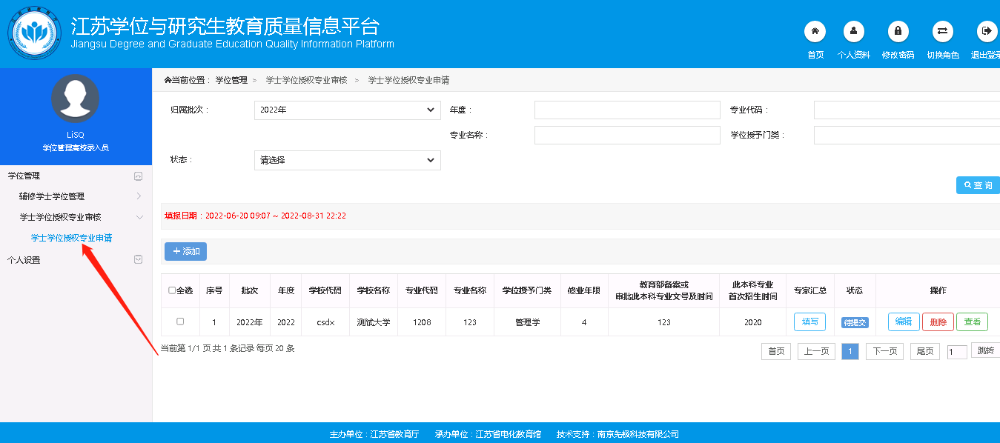 江苏学位与研究生教育质量信息平台
Jiangsu Degree and Graduate Education Quality Information Platform
首页 个人资料 修改密码 切换角色 退出登录
LiSQ
学位管理高校录入员
学位管理
辅修学士学位管理
学士学位授权专业审核
学士学位授权专业申请
个人设置
当前位置： 学位管理 > 学士学位授权专业审核 > 学士学位授权专业申请
归属批次： 2022年 年度： 专业代码：
专业名称： 学位授予门类：
状态： 请选择
查 询
填报日期：2022-06-20 09:07 ~ 2022-08-31 22:22
添加
全选 序号 批次 年度 学校代码 学校名称 专业代码 专业名称 学位授予门类 修业年限 教育部备案或 此本科专业 专家汇总 状态 操作
审批此本科专业文号及时间 首次招生时间
1 2022年 2022 csdx 测试大学 1208 123 管理学 4 123 2020 填写 待提交 编辑 删除 查看
当前第 1/1 页 共 1 条记录 每页 20 条
首页 上一页 1 下一页 尾页 1 跳转
主办单位：江苏省教育厅 承办单位：江苏省电化教育馆 技术支持：南京先极科技有限公司